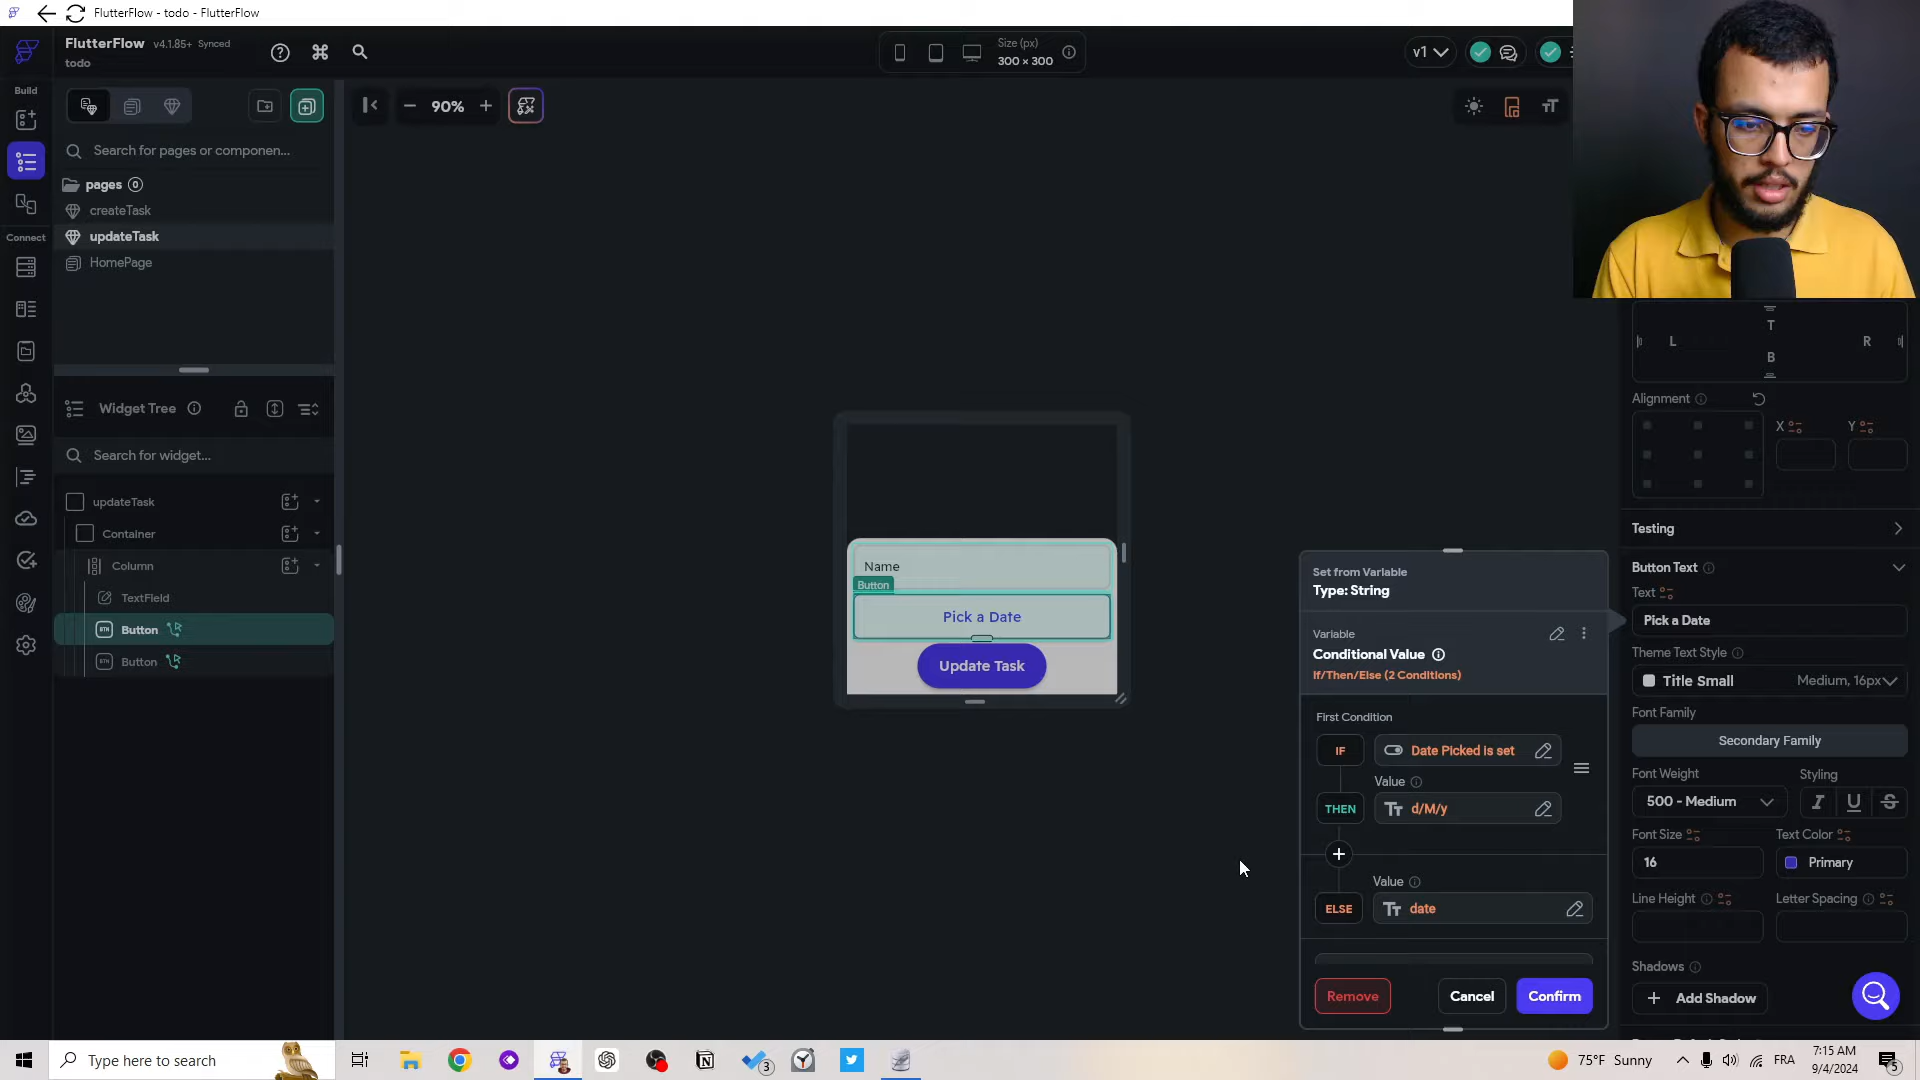 FlutterFlow - todo - FlutterFlow
FlutterFlow v4.1.85+ Synced
todo
Size (px)
300 × 300
v1
Build
90%
Search for pages or componen...
pages 0
createTask
updateTask
Connect
HomePage
Widget Tree
Search for widget...
updateTask
Container
Column
TextField
Button
Button
Name
Button
Pick a Date
Update Task
Set from Variable
Type: String
Variable
Conditional Value
If/Then/Else (2 Conditions)
First Condition
IF
Date Picked is set
Value
THEN
d/M/y
Value
ELSE
date
Remove
Cancel
Confirm
T
L
R
B
Alignment
X
Y
Testing
Button Text
Text
Pick a Date
Theme Text Style
Title Small
Medium, 16px
Font Family
Secondary Family
Font Weight
Styling
500 - Medium
Font Size
Text Color
16
Primary
Line Height
Letter Spacing
Shadows
Add Shadow
Type here to search
3
75°F Sunny
FRA
7:15 AM
9/4/2024
5